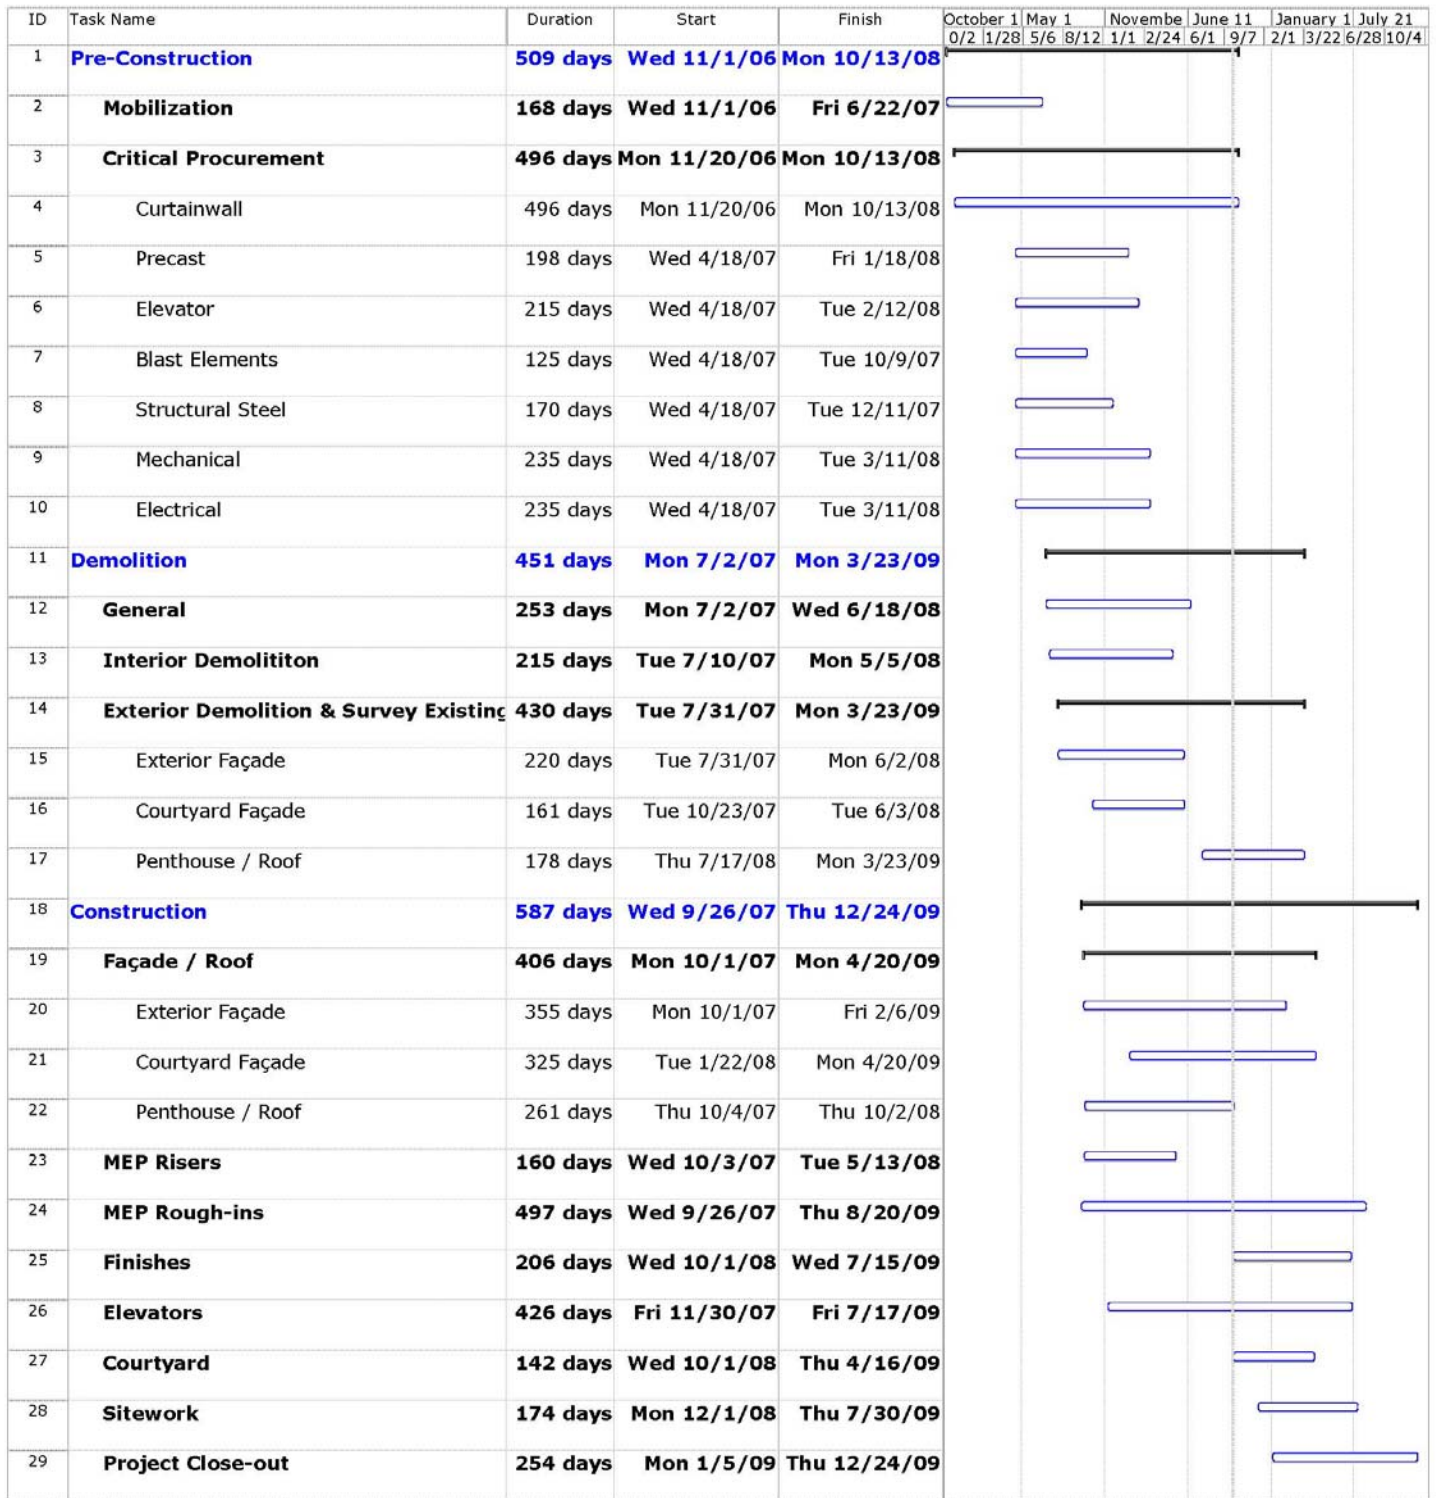 ID Task Name Duration Start Finish October 1 May 1 Novembe June 11 January 1 July 21
0/2 1/28 5/6 8/12 1/1 2/24 6/1 9/7 2/1 3/22 6/28 10/4
1 Pre-Construction 509 days Wed 11/1/06 Mon 10/13/08
2 Mobilization 168 days Wed 11/1/06 Fri 6/22/07
3 Critical Procurement 496 days Mon 11/20/06 Mon 10/13/08
4 Curtainwall 496 days Mon 11/20/06 Mon 10/13/08
5 Precast 198 days Wed 4/18/07 Fri 1/18/08
6 Elevator 215 days Wed 4/18/07 Tue 2/12/08
7 Blast Elements 125 days Wed 4/18/07 Tue 10/9/07
8 Structural Steel 170 days Wed 4/18/07 Tue 12/11/07
9 Mechanical 235 days Wed 4/18/07 Tue 3/11/08
10 Electrical 235 days Wed 4/18/07 Tue 3/11/08
11 Demolition 451 days Mon 7/2/07 Mon 3/23/09
12 General 253 days Mon 7/2/07 Wed 6/18/08
13 Interior Demolititon 215 days Tue 7/10/07 Mon 5/5/08
14 Exterior Demolition & Survey Existing 430 days Tue 7/31/07 Mon 3/23/09
15 Exterior Façade 220 days Tue 7/31/07 Mon 6/2/08
16 Courtyard Façade 161 days Tue 10/23/07 Tue 6/3/08
17 Penthouse / Roof 178 days Thu 7/17/08 Mon 3/23/09
18 Construction 587 days Wed 9/26/07 Thu 12/24/09
19 Façade / Roof 406 days Mon 10/1/07 Mon 4/20/09
20 Exterior Façade 355 days Mon 10/1/07 Fri 2/6/09
21 Courtyard Façade 325 days Tue 1/22/08 Mon 4/20/09
22 Penthouse / Roof 261 days Thu 10/4/07 Thu 10/2/08
23 MEP Risers 160 days Wed 10/3/07 Tue 5/13/08
24 MEP Rough-ins 497 days Wed 9/26/07 Thu 8/20/09
25 Finishes 206 days Wed 10/1/08 Wed 7/15/09
26 Elevators 426 days Fri 11/30/07 Fri 7/17/09
27 Courtyard 142 days Wed 10/1/08 Thu 4/16/09
28 Sitework 174 days Mon 12/1/08 Thu 7/30/09
29 Project Close-out 254 days Mon 1/5/09 Thu 12/24/09